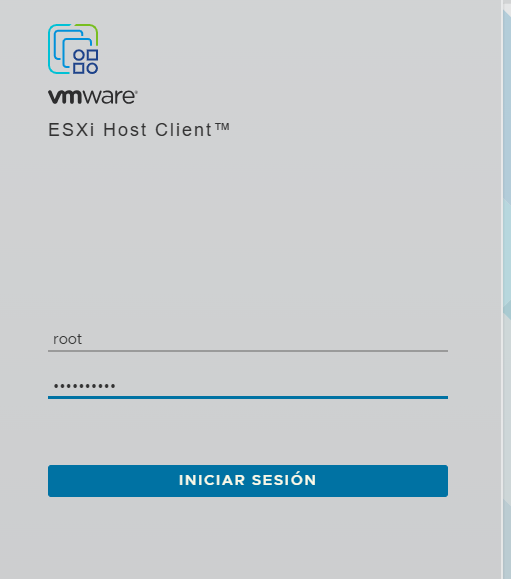 vmware®
ESXi Host Client™
root
••••••••••
INICIAR SESIÓN